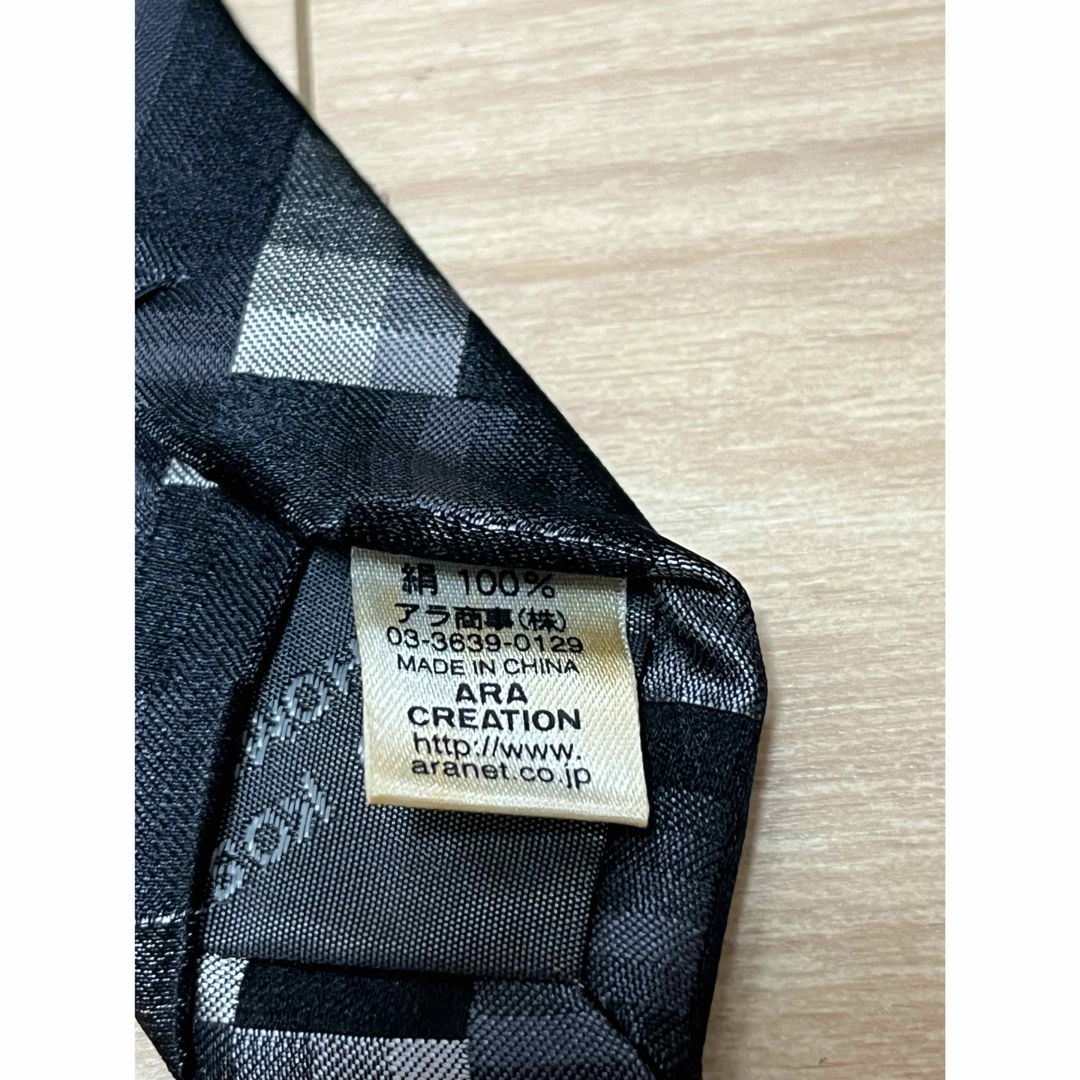 絹 100%
アラ商事(株)
03-3639-0129
MADE IN CHINA
ARA
CREATION
http://www.
aranet.co.jp